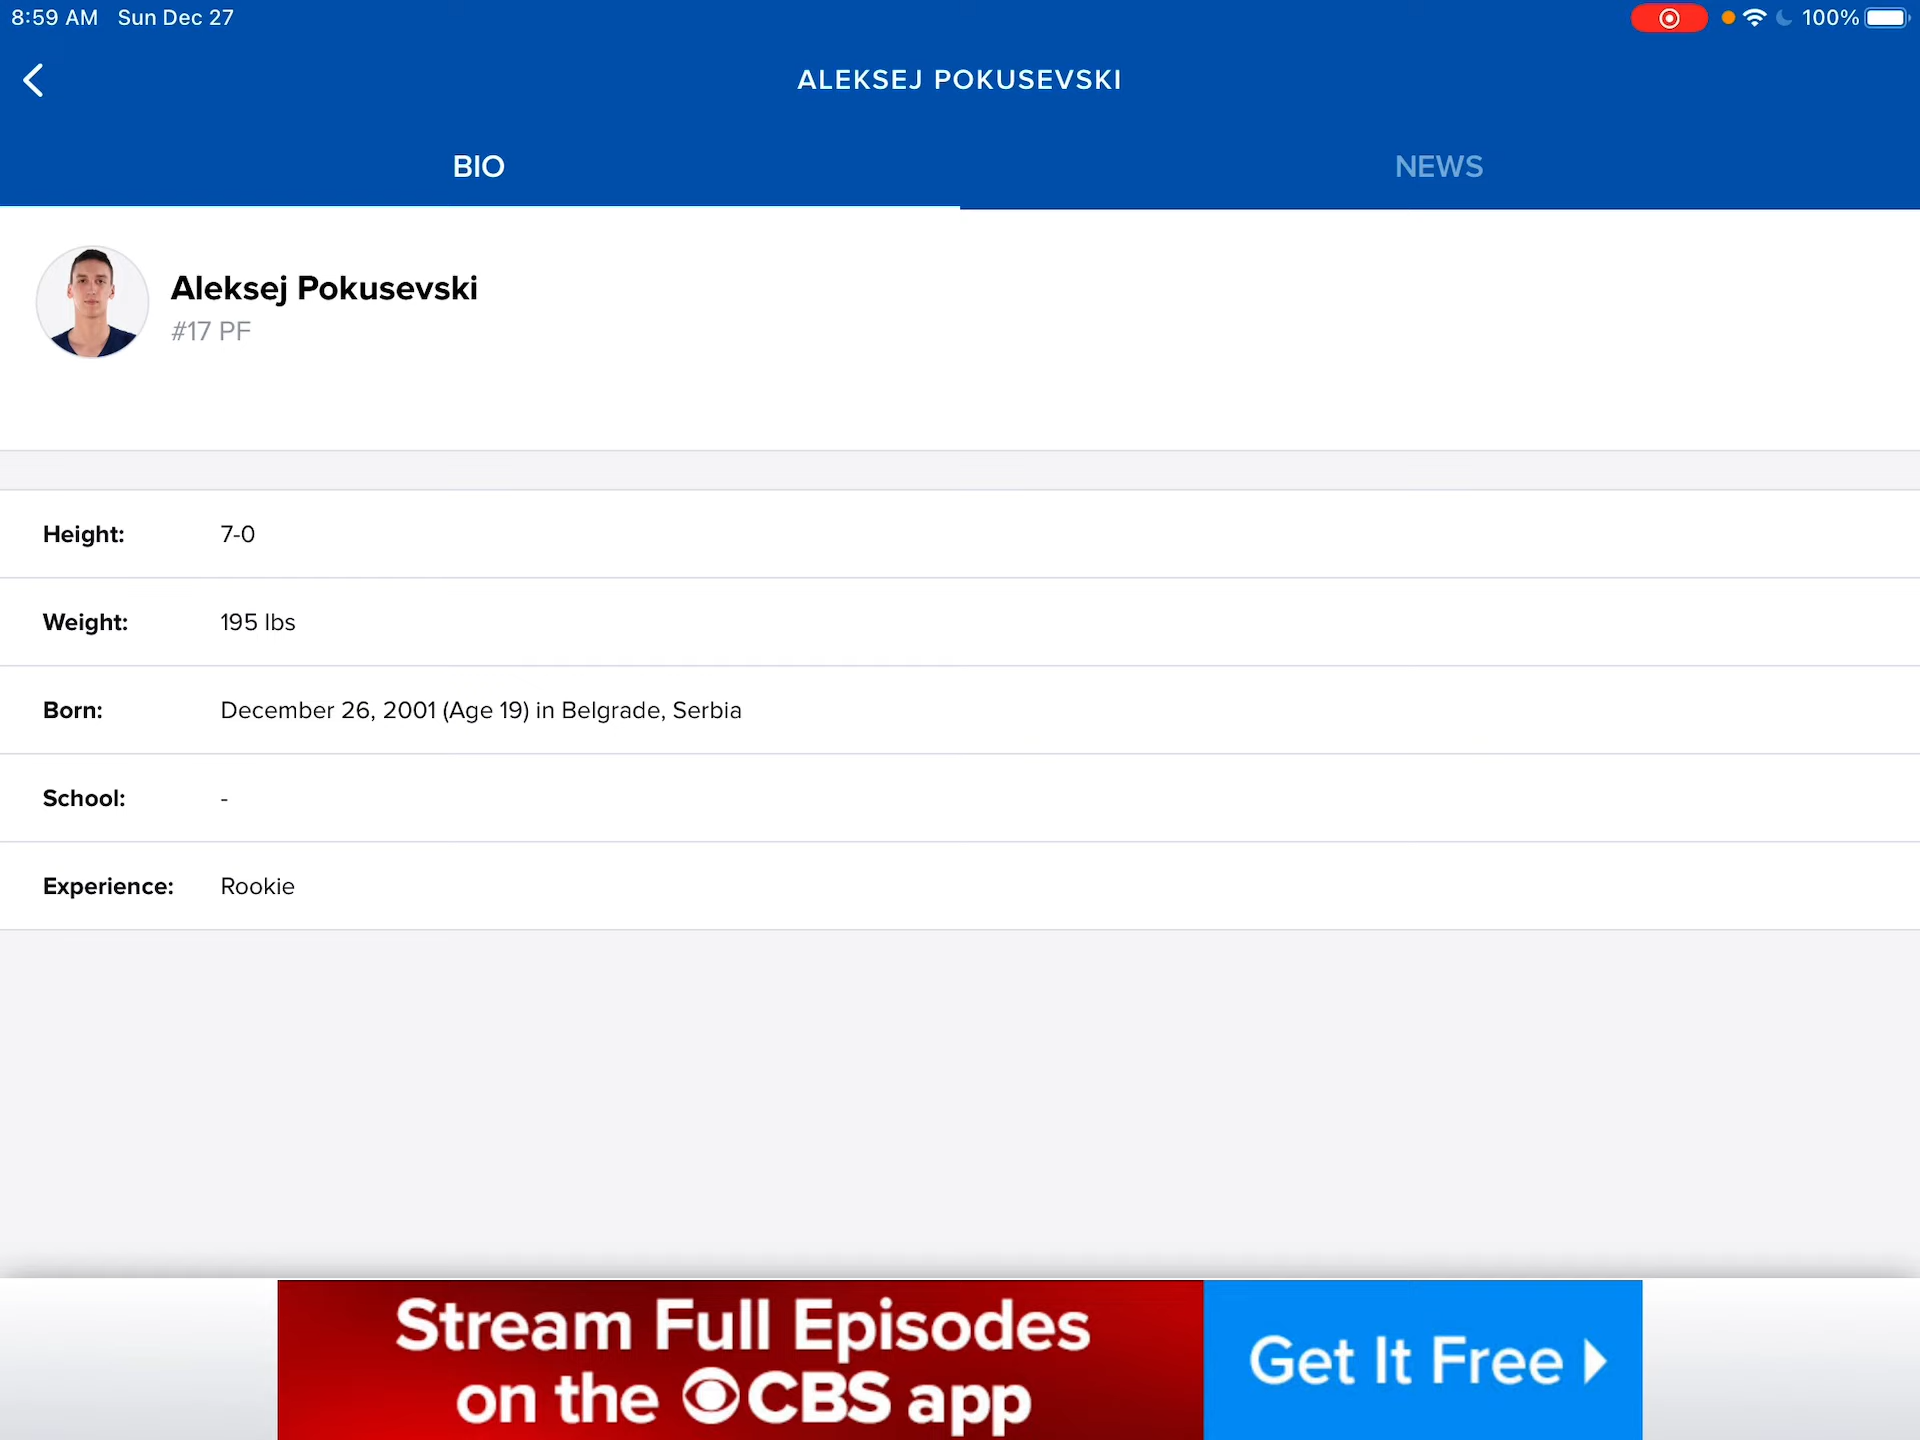 8:59 AM Sun Dec 27
100%
ALEKSEJ POKUSEVSKI
BIO
NEWS
Aleksej Pokusevski
#17 PF
Height: 7-0
Weight: 195 lbs
Born: December 26, 2001 (Age 19) in Belgrade, Serbia
School: -
Experience: Rookie
Stream Full Episodes
on the CBS app
Get It Free